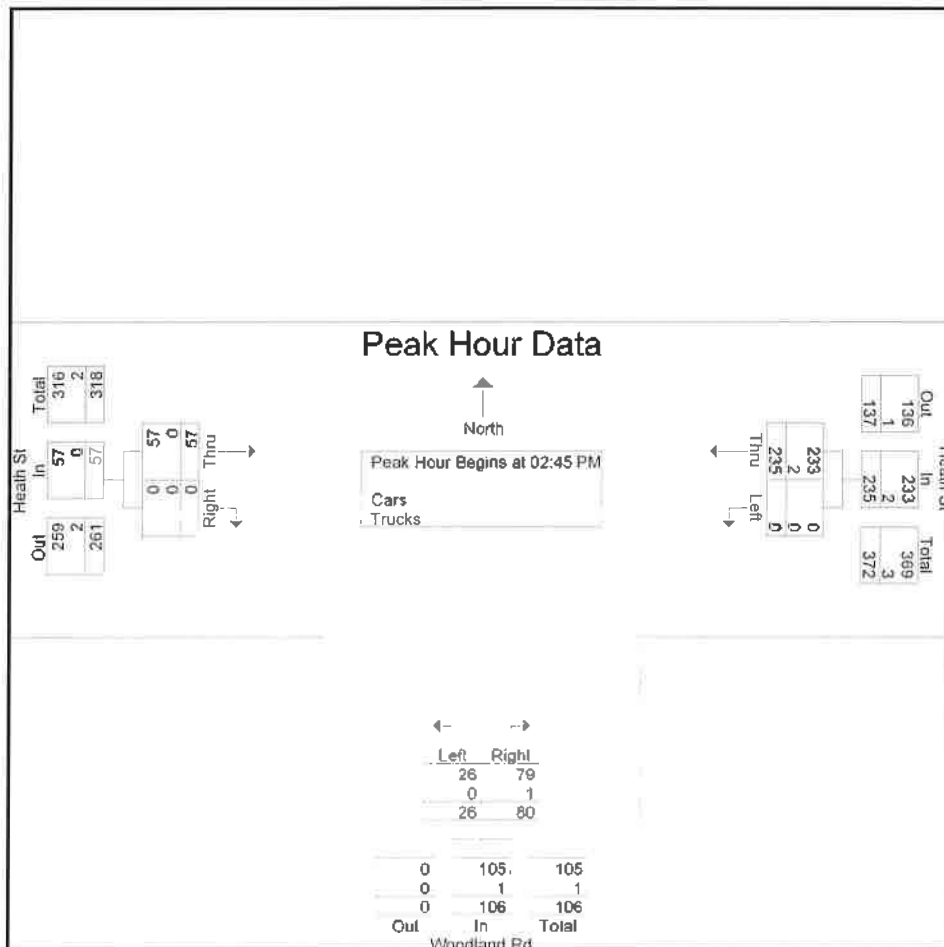 Peak Hour Data
North
Peak Hour Begins at 02:45 PM
Cars
Trucks
Heath St
Total
316
2
318
In
57
0
57
Out
259
2
261
Thru
57
0
57
Right
0
0
0
Thru
233
2
235
Left
0
0
0
Out
136
1
137
In
233
2
235
Total
369
3
372
Heath St
Left Right
26 79
0 1
26 80
0 105 105
0 1 1
0 106 106
Out In Total
Woodland Rd